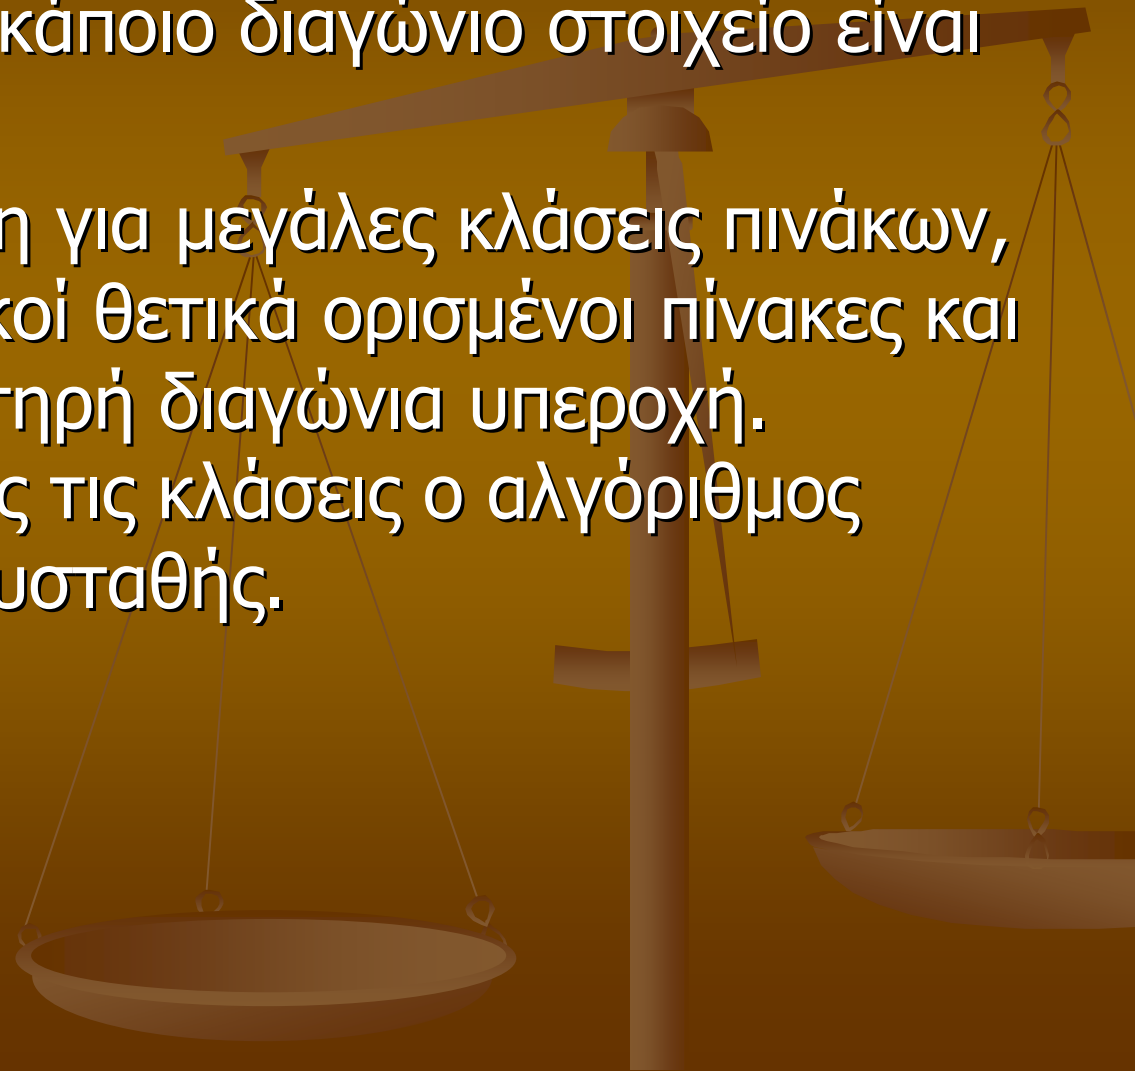 κάποιο διαγώνιο στοιχείο είναι
η για μεγάλες κλάσεις πινάκων,
κοί θετικά ορισμένοι πίνακες και
τηρή διαγώνια υπεροχή.
ς τις κλάσεις ο αλγόριθμος
υσταθής.